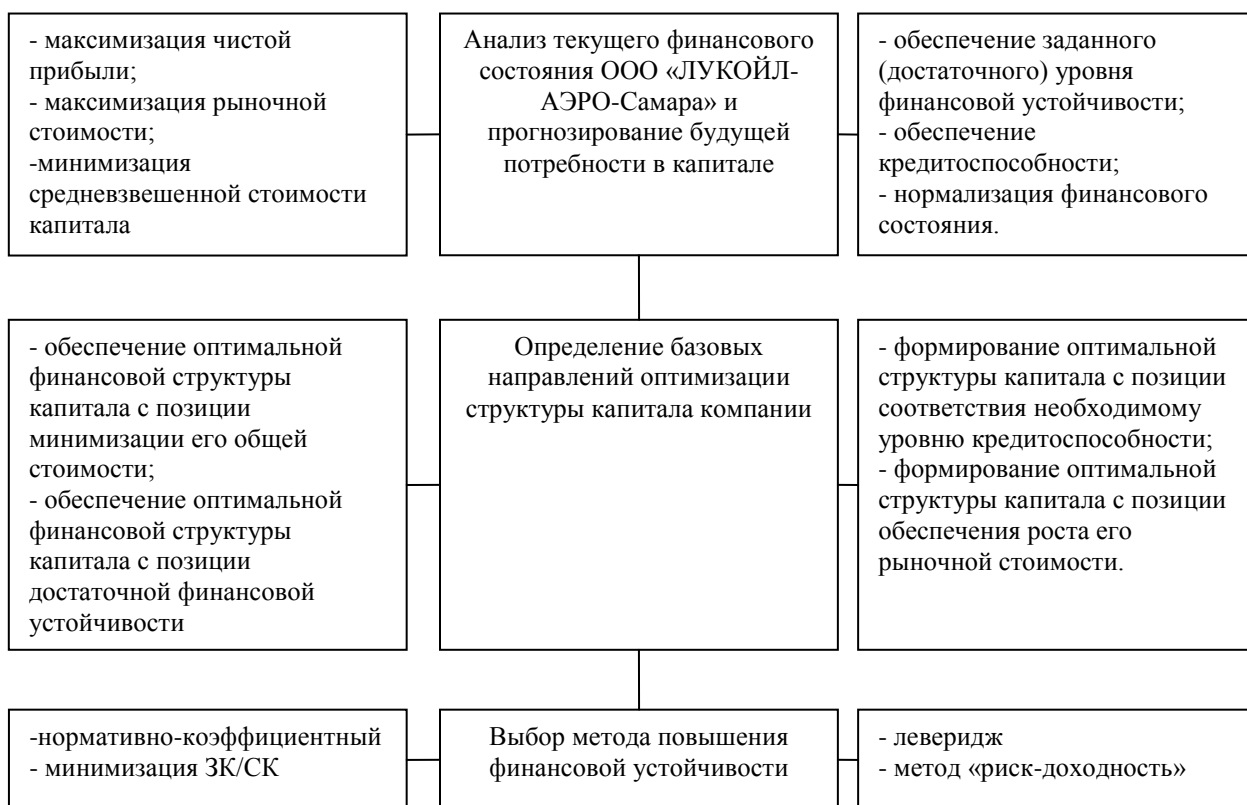 - максимизация чистой
прибыли;
- максимизация рыночной
стоимости;
-минимизация
средневзвешенной стоимости
капитала
Анализ текущего финансового
состояния ООО «ЛУКОЙЛ-
АЭРО-Самара» и
прогнозирование будущей
потребности в капитале
- обеспечение заданного
(достаточного) уровня
финансовой устойчивости;
- обеспечение
кредитоспособности;
- нормализация финансового
состояния.
- обеспечение оптимальной
финансовой структуры
капитала с позиции
минимизации его общей
стоимости;
- обеспечение оптимальной
финансовой структуры
капитала с позиции
достаточной финансовой
устойчивости
Определение базовых
направлений оптимизации
структуры капитала компании
- формирование оптимальной
структуры капитала с позиции
соответствия необходимому
уровню кредитоспособности;
- формирование оптимальной
структуры капитала с позиции
обеспечения роста его
рыночной стоимости.
-нормативно-коэффициентный
- минимизация ЗК/СК
Выбор метода повышения
финансовой устойчивости
- леверидж
- метод «риск-доходность»